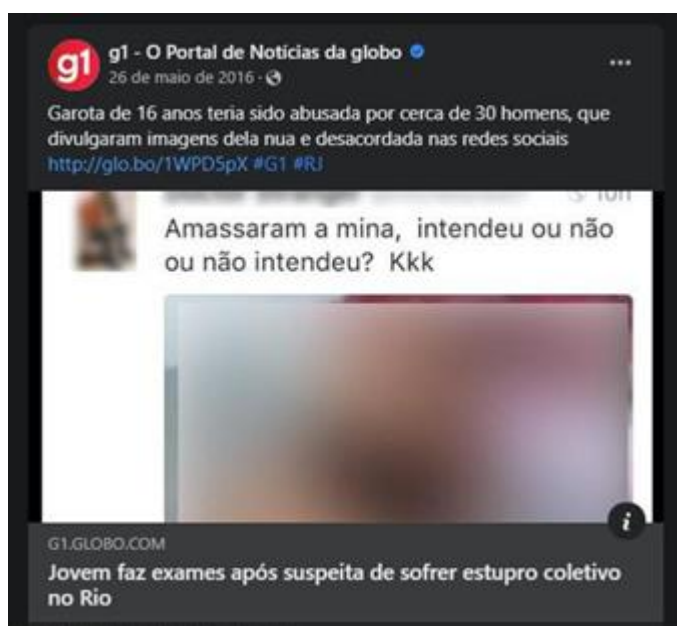 g1
g1 - O Portal de Notícias da globo
26 de maio de 2016 ·
Garota de 16 anos teria sido abusada por cerca de 30 homens, que
divulgaram imagens dela nua e desacordada nas redes sociais
http://glo.bo/1WPD5pX #G1 #RJ
Amassaram a mina, intendeu ou não
ou não intendeu? Kkk
i
G1.GLOBO.COM
Jovem faz exames após suspeita de sofrer estupro coletivo
no Rio